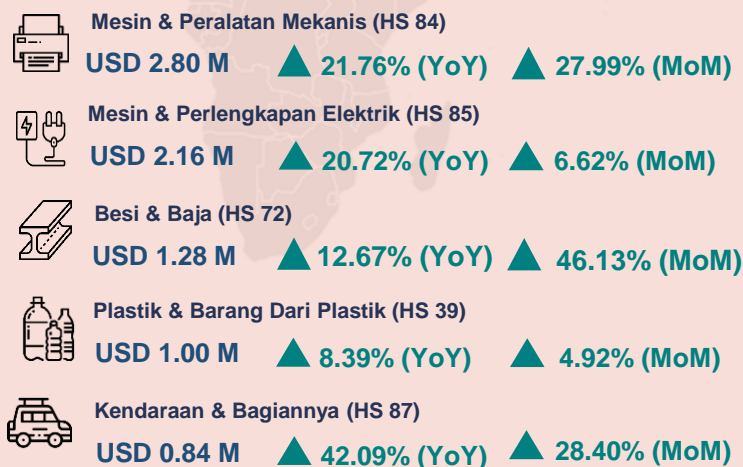 Mesin & Peralatan Mekanis (HS 84)
USD 2.80 M 21.76% (YoY) 27.99% (MoM)
Mesin & Perlengkapan Elektrik (HS 85)
USD 2.16 M 20.72% (YoY) 6.62% (MoM)
Besi & Baja (HS 72)
USD 1.28 M 12.67% (YoY) 46.13% (MoM)
Plastik & Barang Dari Plastik (HS 39)
USD 1.00 M 8.39% (YoY) 4.92% (MoM)
Kendaraan & Bagiannya (HS 87)
USD 0.84 M 42.09% (YoY) 28.40% (MoM)